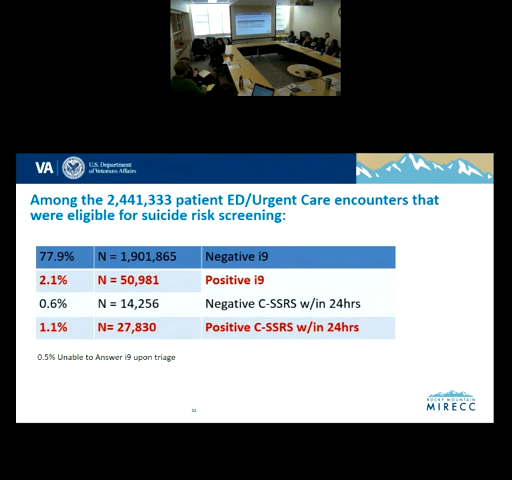 VA
U.S. Department
of Veterans Affairs
Among the 2,441,333 patient ED/Urgent Care encounters that
were eligible for suicide risk screening:
77.9% N = 1,901,865 Negative i9
2.1% N = 50,981 Positive i9
0.6% N = 14,256 Negative C-SSRS w/in 24hrs
1.1% N= 27,830 Positive C-SSRS w/in 24hrs
0.5% Unable to Answer i9 upon triage
ROCKY MOUNTAIN
MIRECC